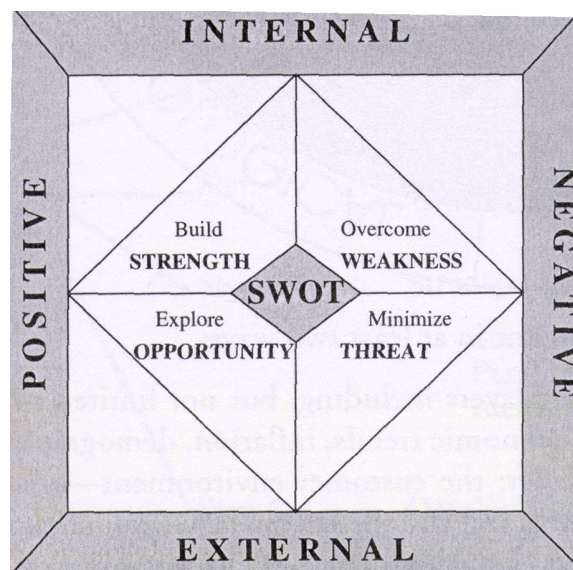 INTERNAL
POSITIVE
NEGATIVE
Build
STRENGTH
Overcome
WEAKNESS
SWOT
Explore
OPPORTUNITY
Minimize
THREAT
EXTERNAL